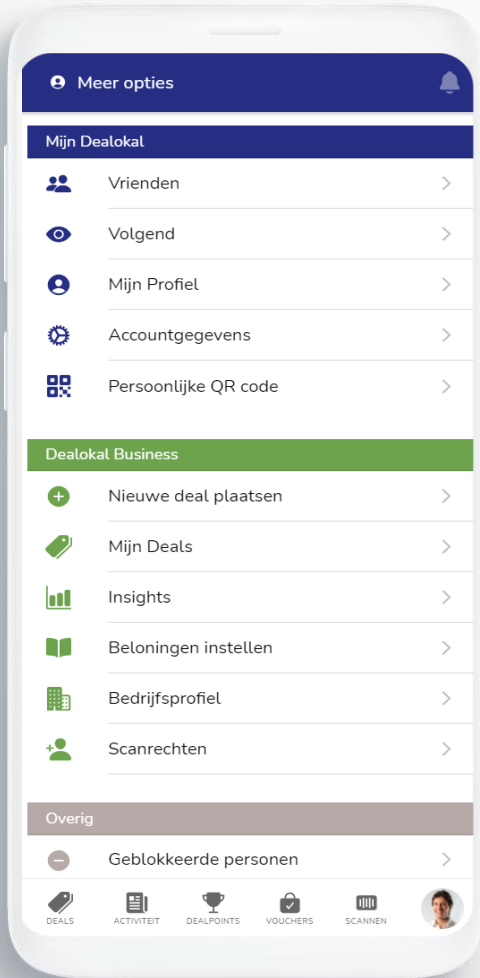 Meer opties
Mijn Dealokal
Vrienden
Volgend
Mijn Profiel
Accountgegevens
Persoonlijke QR code
Dealokal Business
Nieuwe deal plaatsen
Mijn Deals
Insights
Beloningen instellen
Bedrijfsprofiel
Scanrechten
Overig
Geblokkeerde personen
DEALS ACTIVITEIT DEALPOINTS VOUCHERS SCANNEN